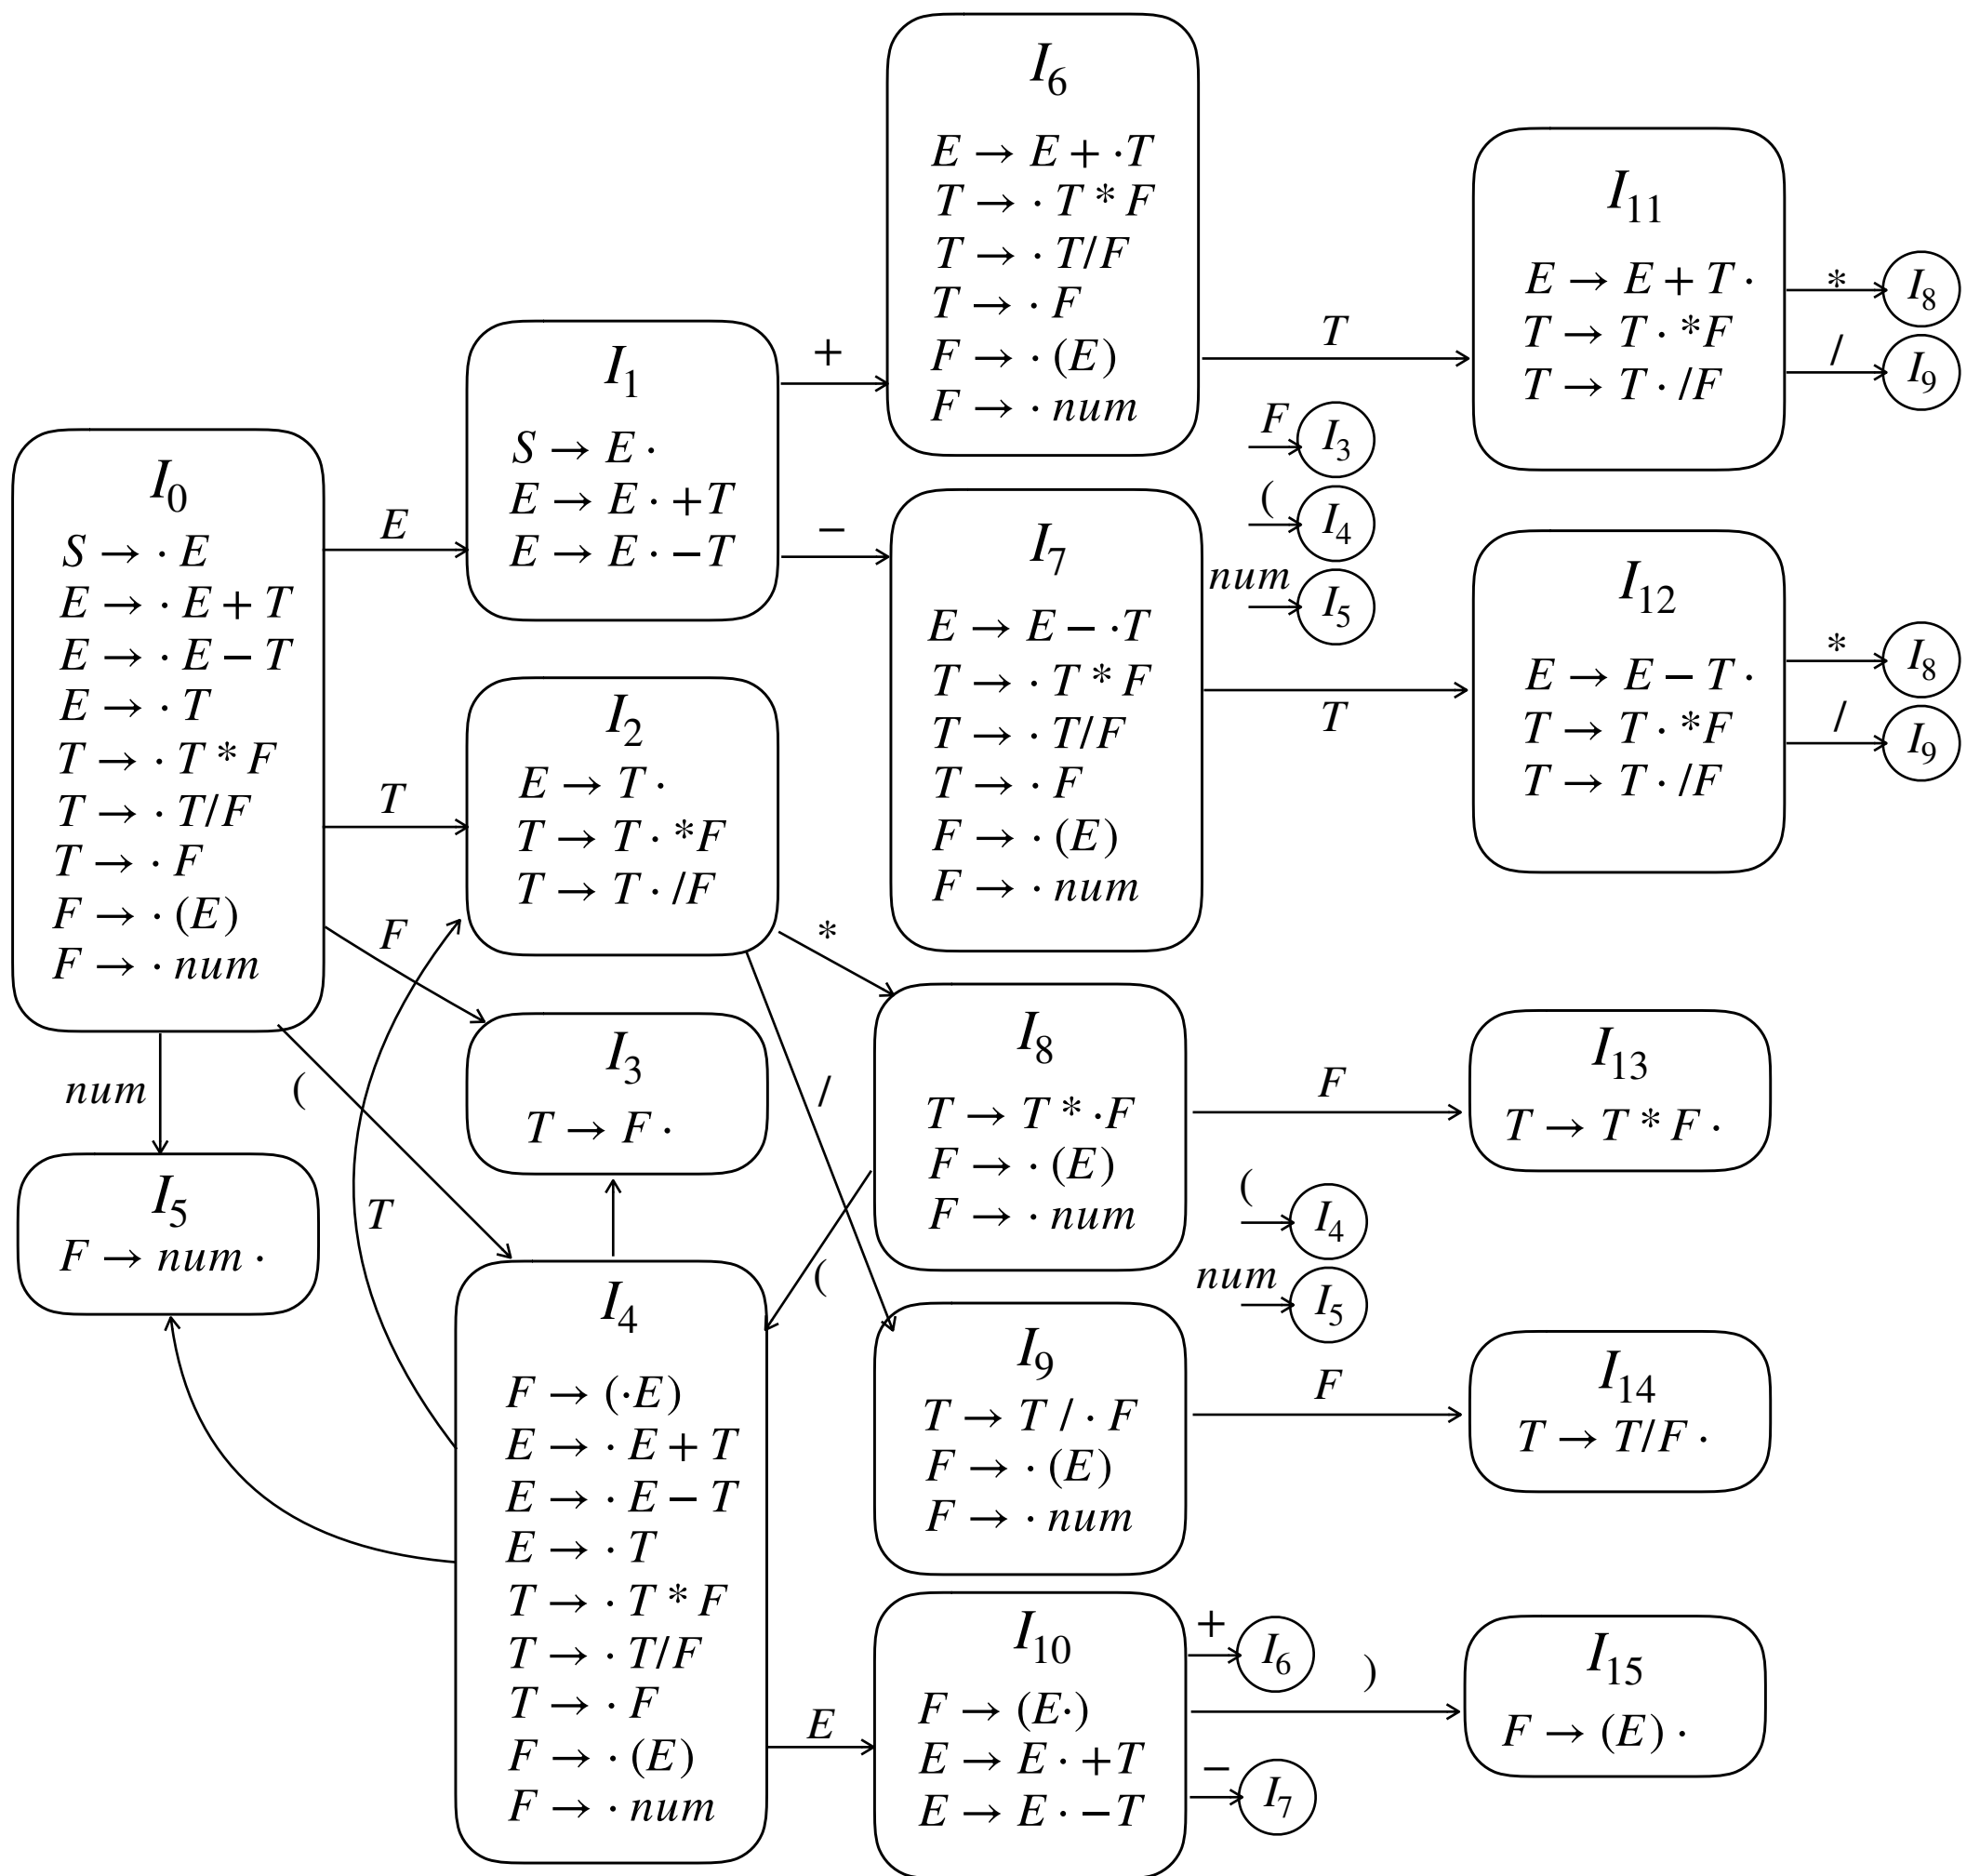 I0
S → · E
E → · E + T
E → · E − T
E → · T
T → · T * F
T → · T/F
T → · F
F → · (E)
F → · num
E
T
F
(
num
I5
F → num ·
I1
S → E ·
E → E · +T
E → E · −T
+
−
I2
E → T ·
T → T · *F
T → T · /F
*
/
I3
T → F ·
T
I4
F → (·E)
E → · E + T
E → · E − T
E → · T
T → · T * F
T → · T/F
T → · F
F → · (E)
F → · num
E
I6
E → E + ·T
T → · T * F
T → · T/F
T → · F
F → · (E)
F → · num
T
F
I3
(
I4
num
I5
I7
E → E − ·T
T → · T * F
T → · T/F
T → · F
F → · (E)
F → · num
T
I8
T → T * ·F
F → · (E)
F → · num
F
(
(
I4
num
I5
I9
T → T / · F
F → · (E)
F → · num
F
I10
F → (E·)
E → E · +T
E → E · −T
+
I6
)
−
I7
I11
E → E + T ·
T → T · *F
T → T · /F
*
I8
/
I9
I12
E → E − T ·
T → T · *F
T → T · /F
*
I8
/
I9
I13
T → T * F ·
I14
T → T/F ·
I15
F → (E) ·